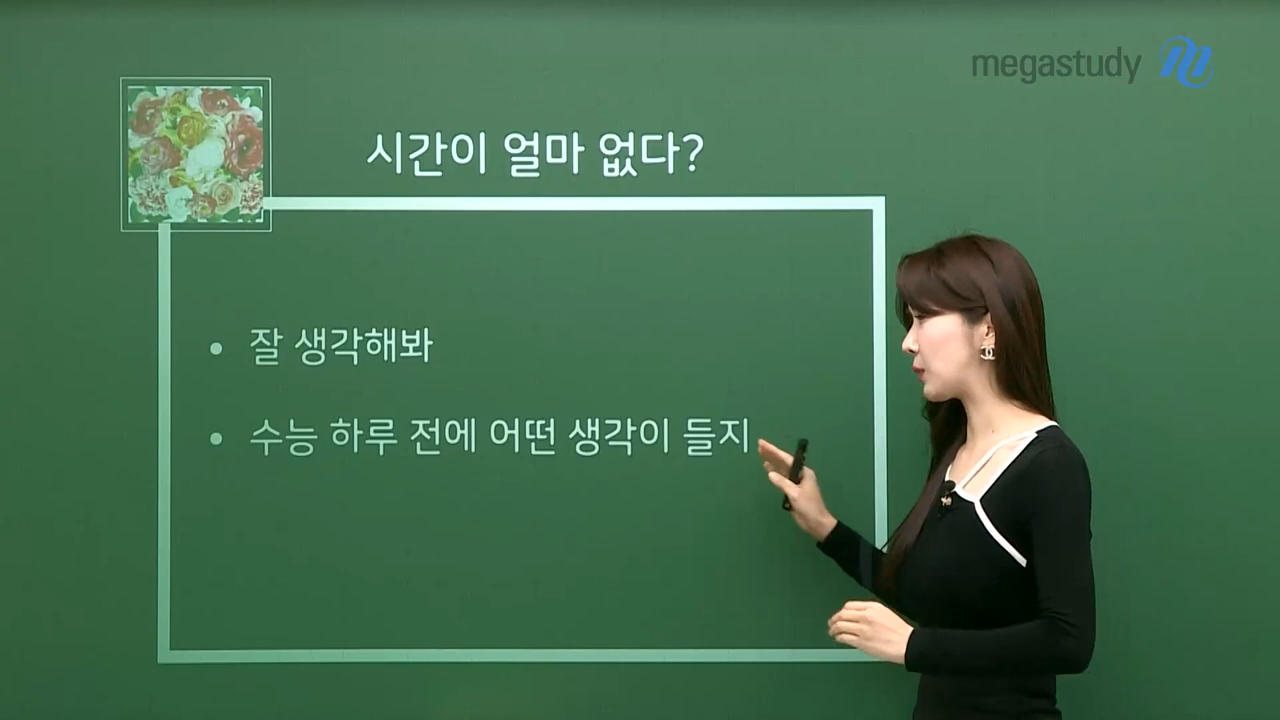 megastudy
시간이 얼마 없다?
• 잘 생각해봐
• 수능 하루 전에 어떤 생각이 들지